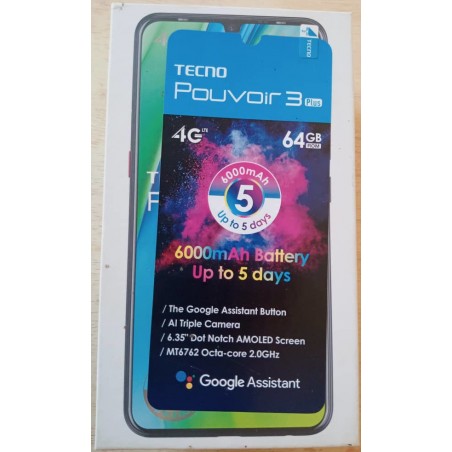 TECNO
TECNO
Pouvoir 3 Plus
4G LTE
64GB ROM
6000mAh
5
Up to 5 days
6000mAh Battery
Up to 5 days
/ The Google Assistant Button
/ AI Triple Camera
/ 6.35" Dot Notch AMOLED Screen
/ MT6762 Octa-core 2.0GHz
Google Assistant